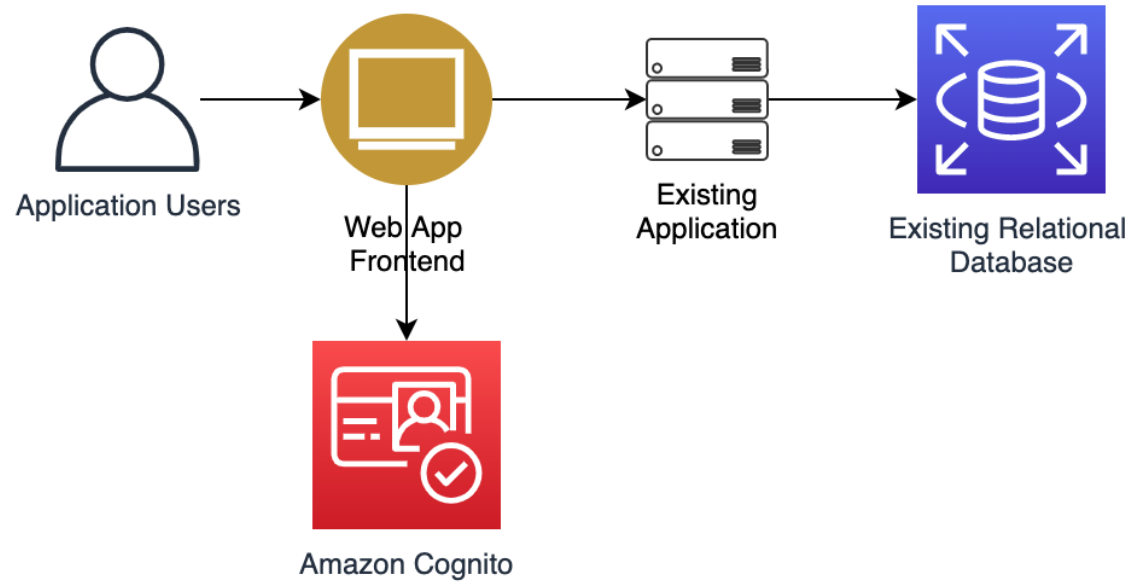 Application Users
Web App
Frontend
Existing
Application
Existing Relational
Database
Amazon Cognito